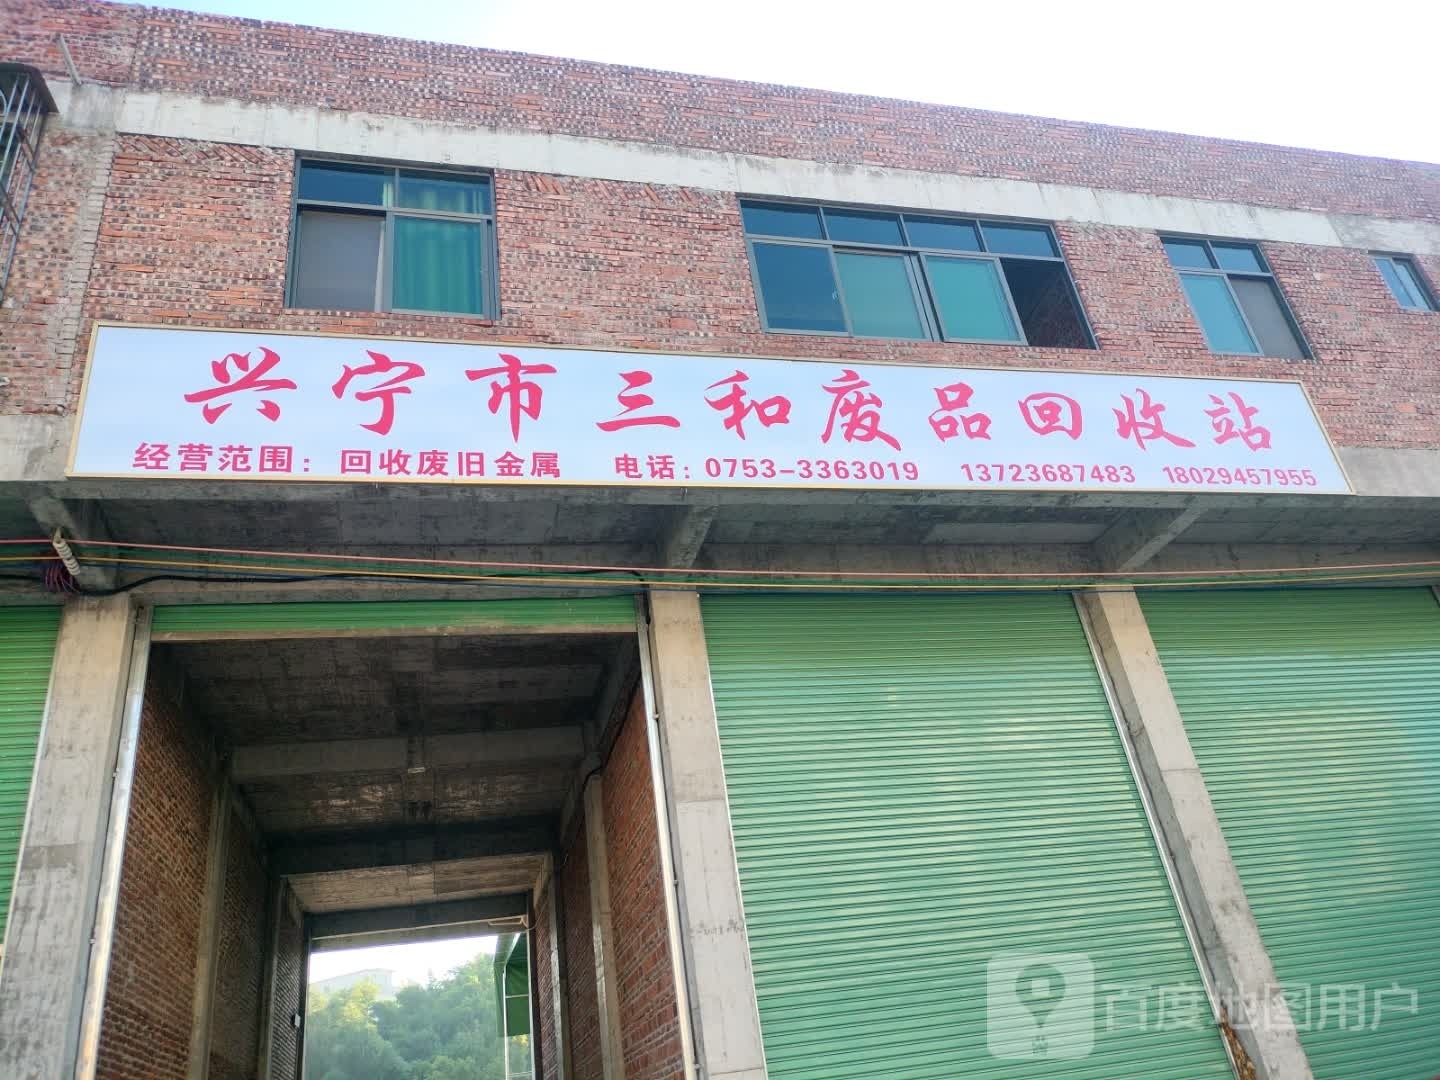 兴宁市三和废品回收站
经营范围：回收废旧金属 电话：0753-3363019 13723687483 18029457955
百度地图用户